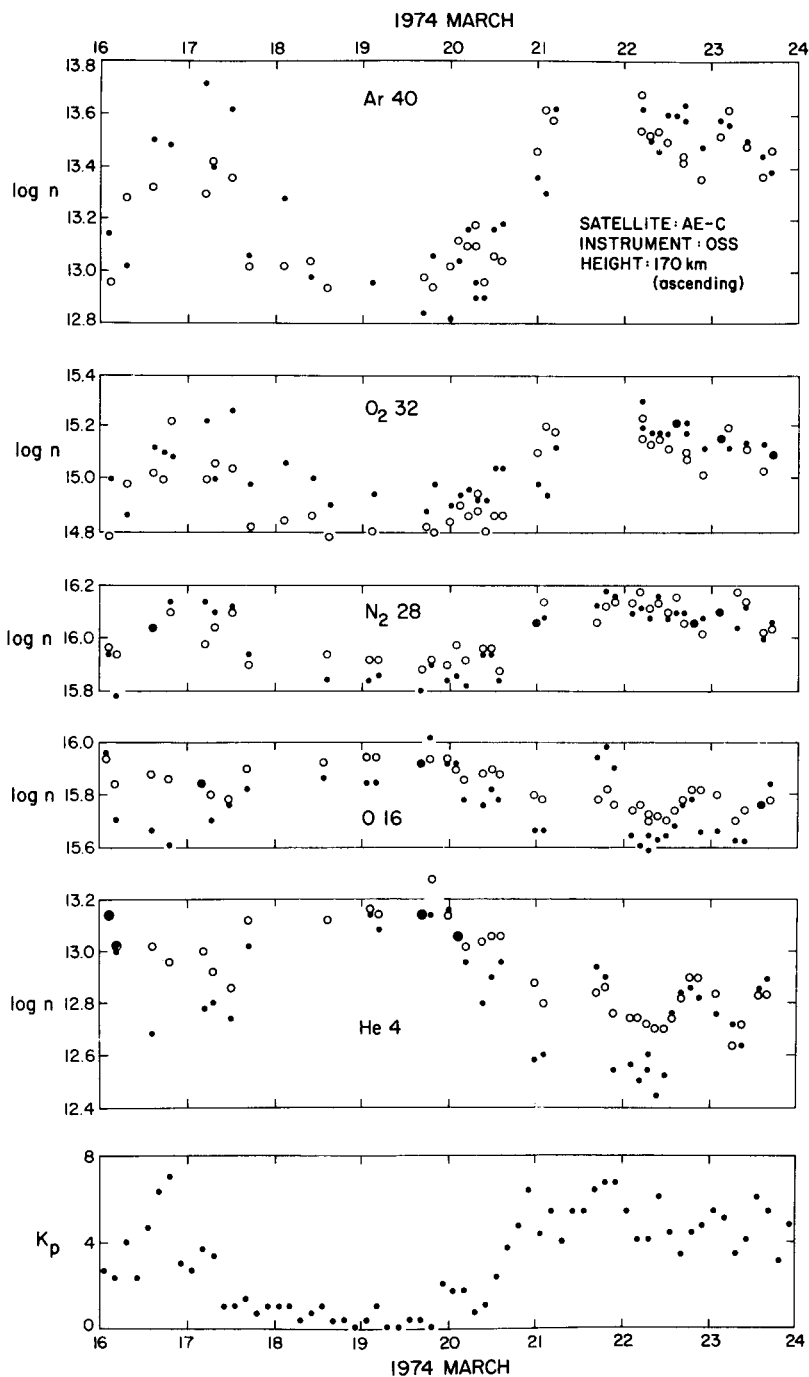 1974 MARCH
16 17 18 19 20 21 22 23 24
13.8
13.6
13.4
13.2
13.0
12.8
log n
Ar 40
SATELLITE: AE-C
INSTRUMENT: OSS
HEIGHT: 170 km
(ascending)
15.4
15.2
15.0
14.8
log n
O₂ 32
16.2
16.0
15.8
log n
N₂ 28
16.0
15.8
15.6
log n
O 16
13.2
13.0
12.8
12.6
12.4
log n
He 4
8
4
0
Kp
16 17 18 19 20 21 22 23 24
1974 MARCH